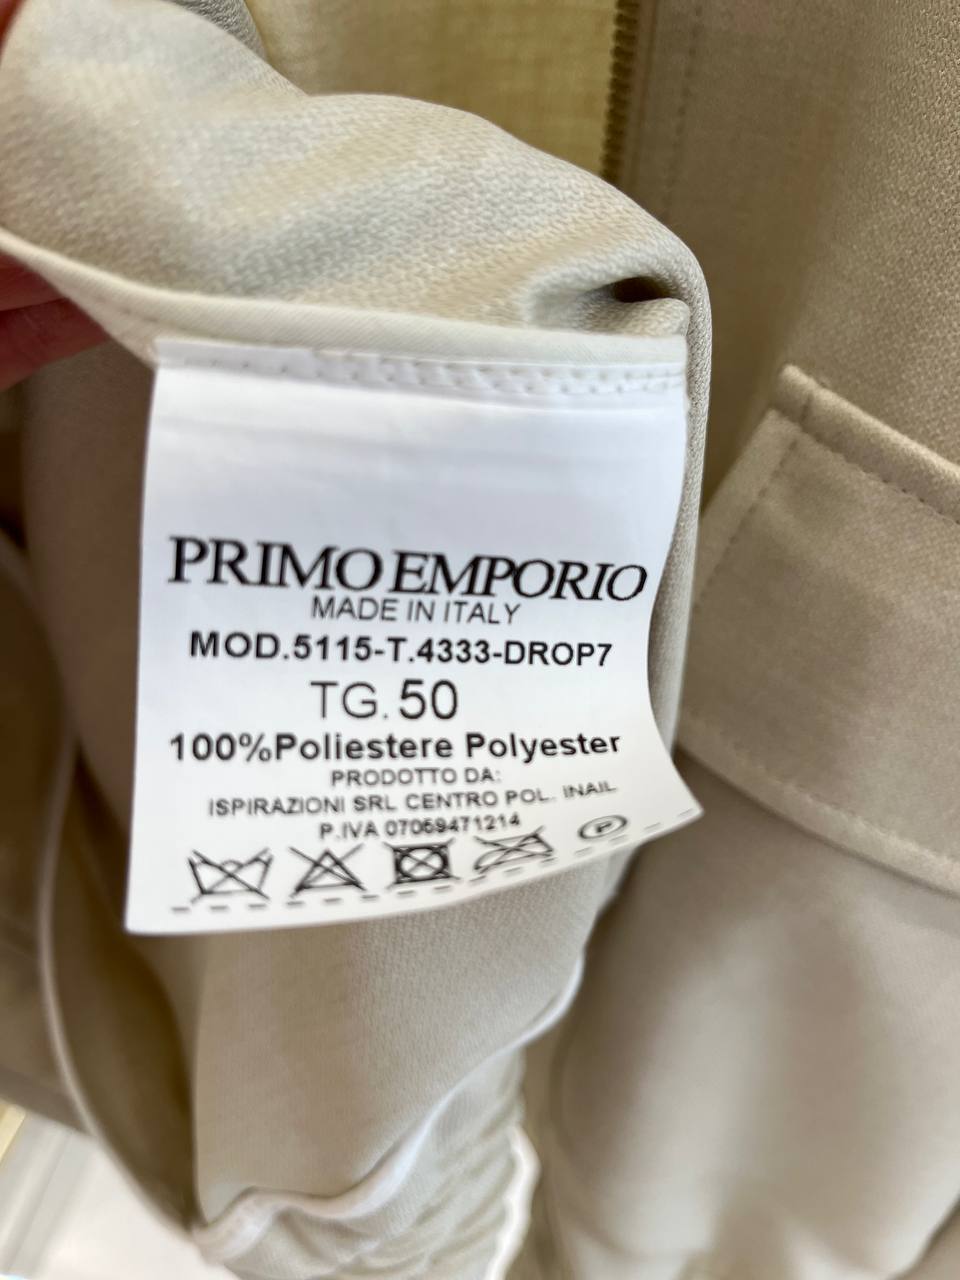 PRIMO EMPORIO
MADE IN ITALY
MOD.5115-T.4333-DROP7
TG. 50
100%Poliestere Polyester
PRODOTTO DA:
ISPIRAZIONI SRL CENTRO POL. INAIL
P.IVA 07069471214
P